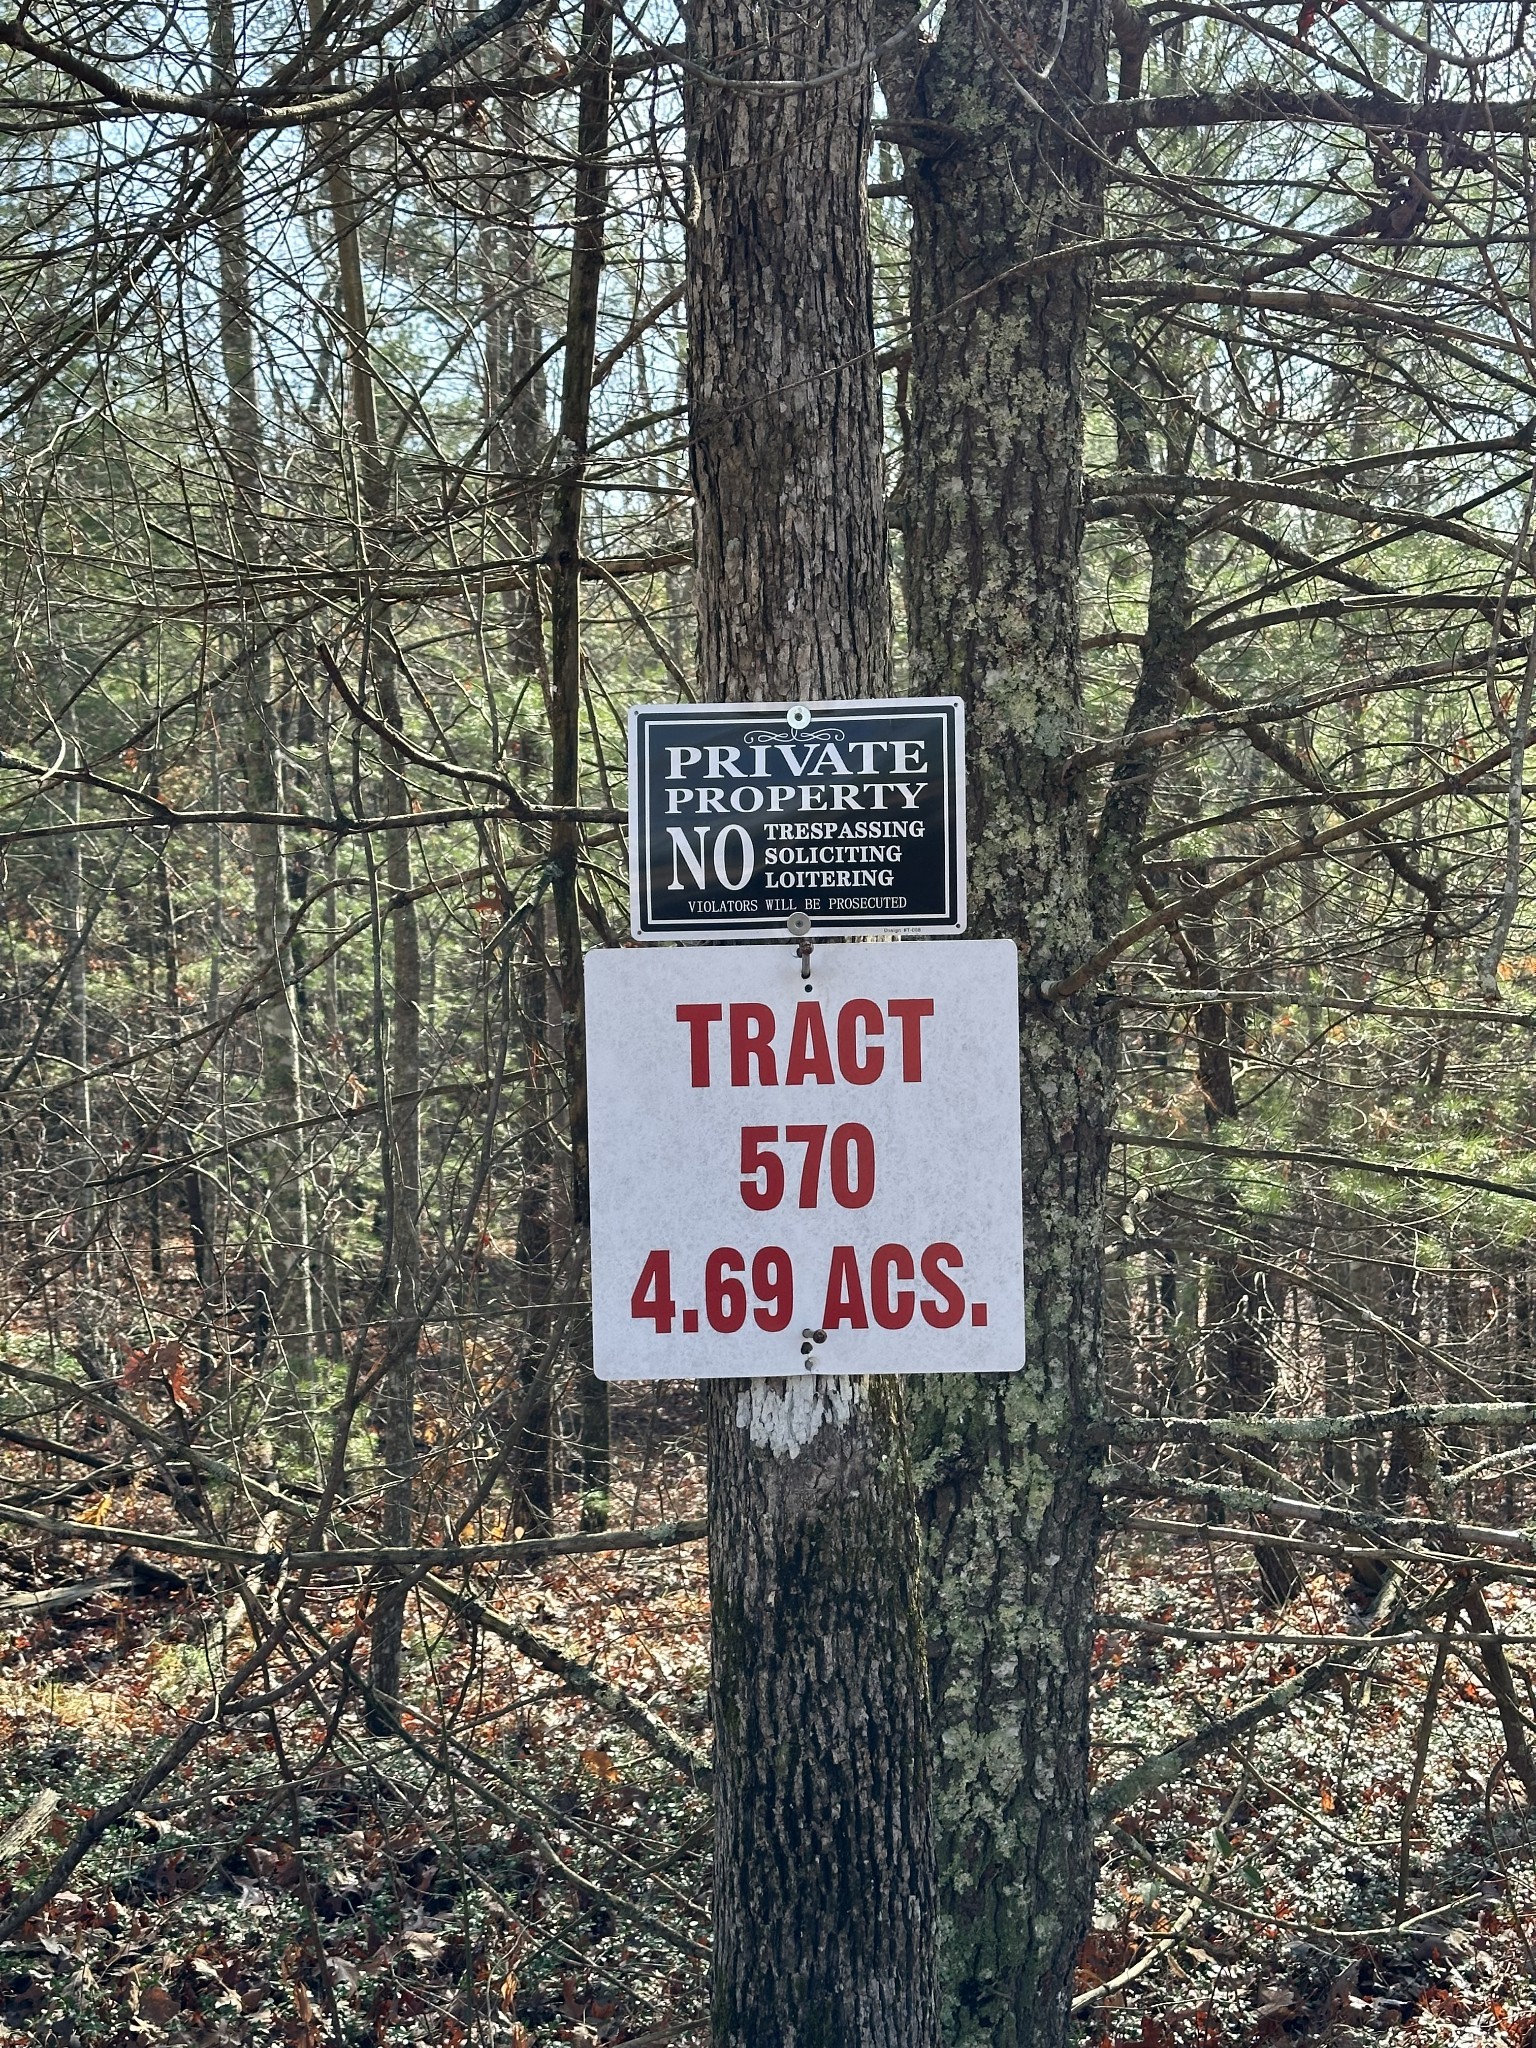 PRIVATE
PROPERTY
NO TRESPASSING
SOLICITING
LOITERING
VIOLATORS WILL BE PROSECUTED
TRACT
570
4.69 ACS.